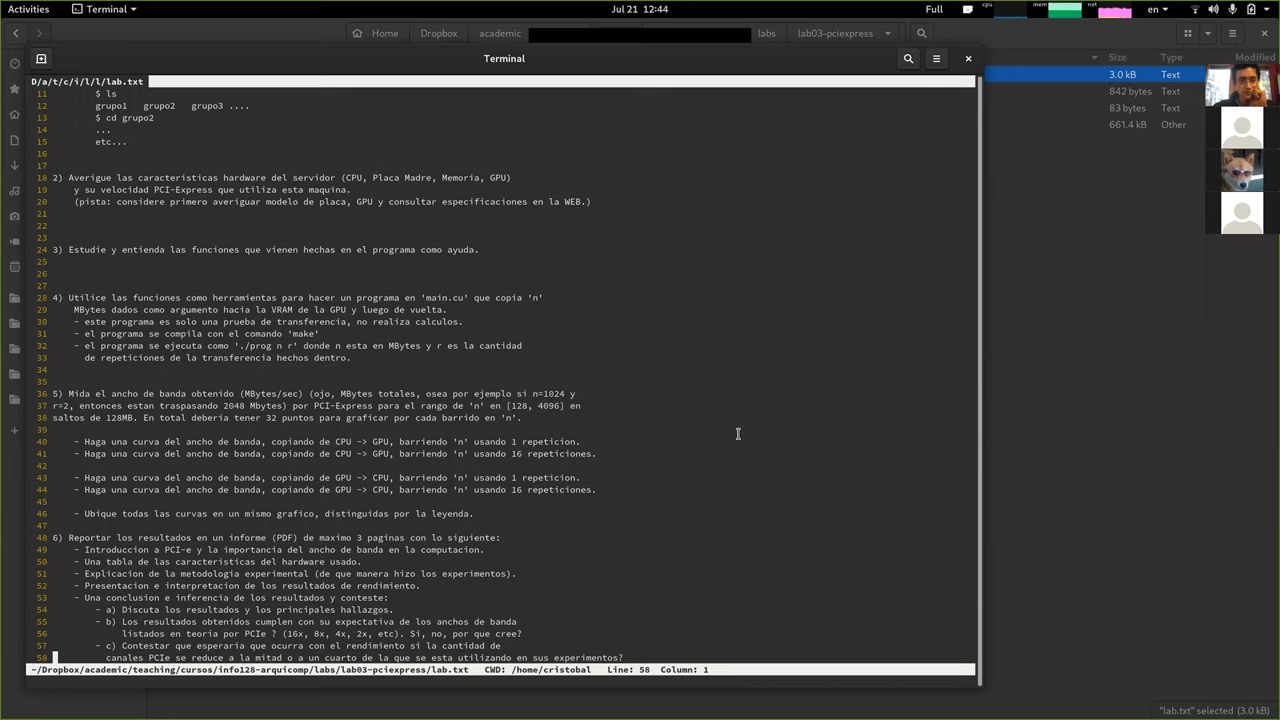 Activities
Terminal
Jul 21 12:44
Full
cpu
mem
net
en
Home
Dropbox
academic
labs
lab03-pciexpress
Terminal
Size
Type
Modified
3.0 kB Text
842 bytes Text
83 bytes Text
661.4 kB Other
D/a/t/c/i/l/l/lab.txt
11 $ ls
12 grupo1 grupo2 grupo3 ....
13 $ cd grupo2
14 ...
15 etc...
16
17
18 2) Averigue las caracteristicas hardware del servidor (CPU, Placa Madre, Memoria, GPU)
19 y su velocidad PCI-Express que utiliza esta maquina.
20 (pista: considere primero averiguar modelo de placa, GPU y consultar especificaciones en la WEB.)
21
22
23
24 3) Estudie y entienda las funciones que vienen hechas en el programa como ayuda.
25
26
27
28 4) Utilice las funciones como herramientas para hacer un programa en 'main.cu' que copia 'n'
29 MBytes dados como argumento hacia la VRAM de la GPU y luego de vuelta.
30 - este programa es solo una prueba de transferencia, no realiza calculos.
31 - el programa se compila con el comando 'make'
32 - el programa se ejecuta como './prog n r' donde n esta en MBytes y r es la cantidad
33 de repeticiones de la transferencia hechos dentro.
34
35
36 5) Mida el ancho de banda obtenido (MBytes/sec) (ojo, MBytes totales, osea por ejemplo si n=1024 y
37 r=2, entonces estan traspasando 2048 Mbytes) por PCI-Express para el rango de 'n' en [128, 4096] en
38 saltos de 128MB. En total deberia tener 32 puntos para graficar por cada barrido en 'n'.
39
40 - Haga una curva del ancho de banda, copiando de CPU -> GPU, barriendo 'n' usando 1 repeticion.
41 - Haga una curva del ancho de banda, copiando de CPU -> GPU, barriendo 'n' usando 16 repeticiones.
42
43 - Haga una curva del ancho de banda, copiando de GPU -> CPU, barriendo 'n' usando 1 repeticion.
44 - Haga una curva del ancho de banda, copiando de GPU -> CPU, barriendo 'n' usando 16 repeticiones.
45
46 - Ubique todas las curvas en un mismo grafico, distinguidas por la leyenda.
47
48 6) Reportar los resultados en un informe (PDF) de maximo 3 paginas con lo siguiente:
49 - Introduccion a PCI-e y la importancia del ancho de banda en la computacion.
50 - Una tabla de las caracteristicas del hardware usado.
51 - Explicacion de la metodologia experimental (de que manera hizo los experimentos).
52 - Presentacion e interpretacion de los resultados de rendimiento.
53 - Una conclusion e inferencia de los resultados y conteste:
54 - a) Discuta los resultados y los principales hallazgos.
55 - b) Los resultados obtenidos cumplen con su expectativa de los anchos de banda
56 listados en teoria por PCIe ? (16x, 8x, 4x, 2x, etc). Si, no, por que cree?
57 - c) Contestar que esperaria que ocurra con el rendimiento si la cantidad de
58 canales PCIe se reduce a la mitad o a un cuarto de la que se esta utilizando en sus experimentos?
~/Dropbox/academic/teaching/cursos/info128-arquicomp/labs/lab03-pciexpress/lab.txt CWD: /home/cristobal Line: 58 Column: 1
"lab.txt" selected (3.0 kB)